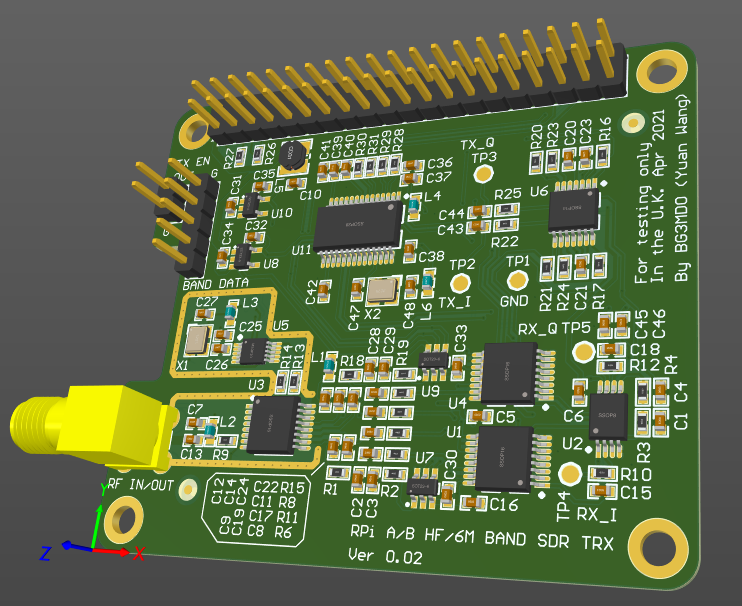 TX EN
G
BAND DATA
R27
R26
C41
C39
C40
R30
R31
R29
R28
C36
C37
TX_Q
TP3
R20
R23
C20
C23
R16
C35
C31
C10
U10
L4
C44
C43
R25
R22
U6
C34
C32
U8
U11
C38
C42
C47
X2
C48
L6
TP2
TX_I
TP1
GND
R21
R24
C21
R17
For testing only
In the U.K. Apr 2021
By BG3MDO (Yuan Wang)
C27
L3
C25
U5
X1
C26
R14
R13
L1
R18
C28
C29
R19
U9
C33
RX_Q TP5
C45
C46
C18
R12
R4
U3
C7
L2
C13
R9
U4
C5
U1
C6
U2
C4
C1
R3
R1
C2
C3
R2
U7
C30
C16
TP4
RX_I
R10
C15
RF IN/OUT
C12
C14
C24
C9
C19
C22 R15
C11 R8
C17 R11
C8 R6
RPi A/B HF/6M BAND SDR TRX
Ver 0.02
SSOP16
SSOP16
SSOP8
Y
Z
X